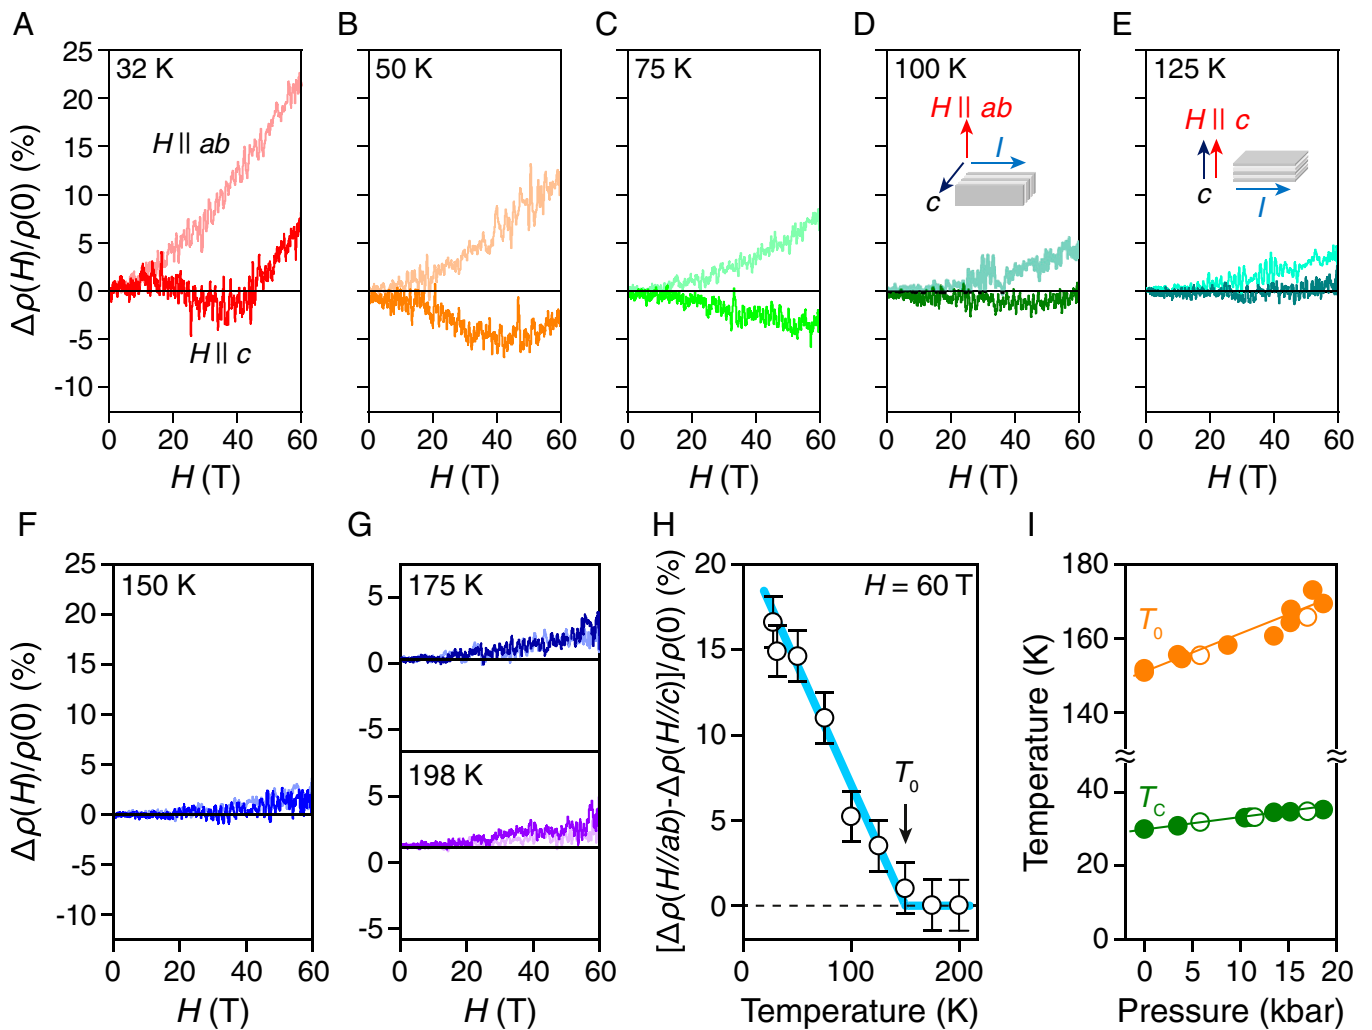 A
B
C
D
E
Δρ(H)/ρ(0) (%)
25
20
15
10
5
0
-5
-10
32 K
H || ab
H || c
0 20 40 60
H (T)
50 K
0 20 40 60
H (T)
75 K
0 20 40 60
H (T)
100 K
H || ab
I
c
0 20 40 60
H (T)
125 K
H || c
c
I
0 20 40 60
H (T)
F
G
H
I
Δρ(H)/ρ(0) (%)
25
20
15
10
5
0
-5
-10
150 K
0 20 40 60
H (T)
175 K
5
0
-5
198 K
5
0
-5
0 20 40 60
H (T)
[Δρ(H//ab)-Δρ(H//c)]/ρ(0) (%)
20
15
10
5
0
H = 60 T
T0
0 100 200
Temperature (K)
Temperature (K)
180
160
140
≈ ≈
40
20
0
T0
TC
0 5 10 15 20
Pressure (kbar)